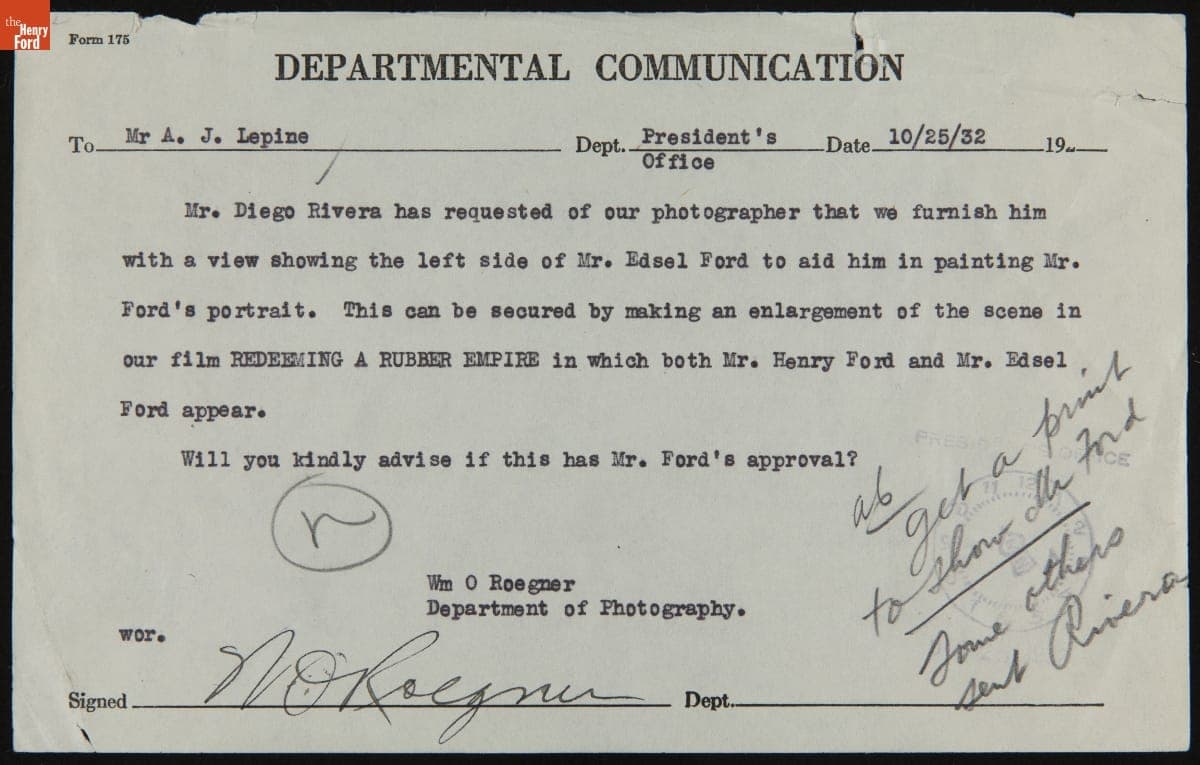 the
Henry
Ford
Form 175
DEPARTMENTAL COMMUNICATION
To Mr A. J. Lepine Dept. President's Date 10/25/32 19
Office
Mr. Diego Rivera has requested of our photographer that we furnish him
with a view showing the left side of Mr. Edsel Ford to aid him in painting Mr.
Ford's portrait. This can be secured by making an enlargement of the scene in
our film REDEEMING A RUBBER EMPIRE in which both Mr. Henry Ford and Mr. Edsel
Ford appear.
Will you kindly advise if this has Mr. Ford's approval?
get a print
to show Mr Ford
some others
sent Rivera
Wm O Roegner
Department of Photography.
wor.
Signed W O Roegner Dept.